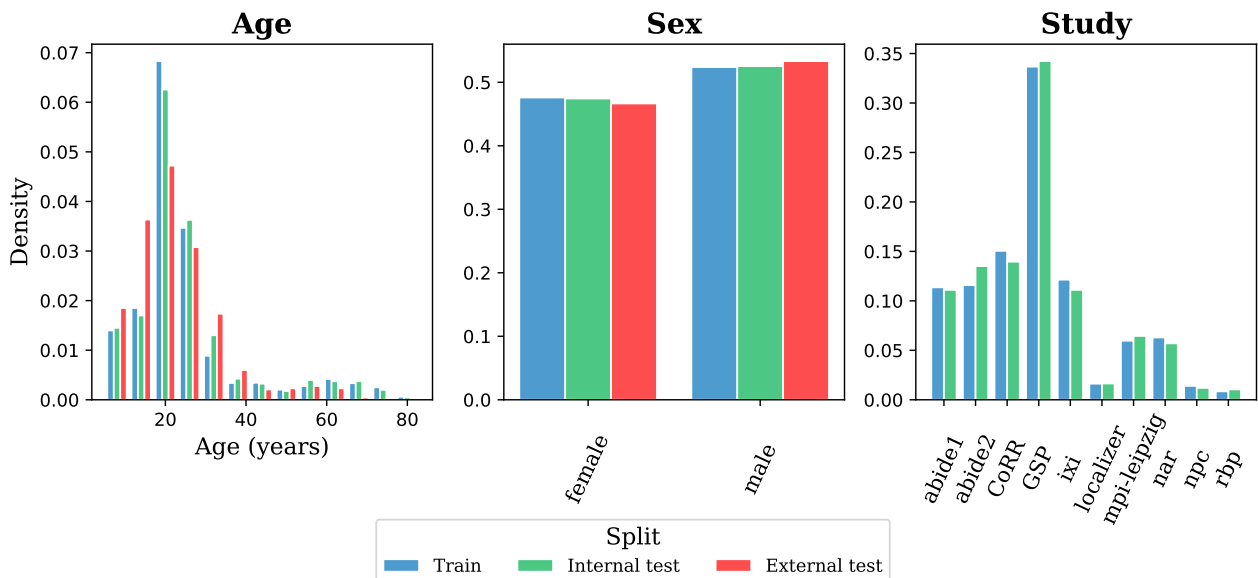 Age
Sex
Study
Density
0.07
0.06
0.05
0.04
0.03
0.02
0.01
0.00
20
40
60
80
Age (years)
0.5
0.4
0.3
0.2
0.1
0.0
female
male
0.35
0.30
0.25
0.20
0.15
0.10
0.05
0.00
abide1
abide2
CoRR
GSP
ixi
localizer
mpi-leipzig
nar
npc
rbp
Split
Train
Internal test
External test